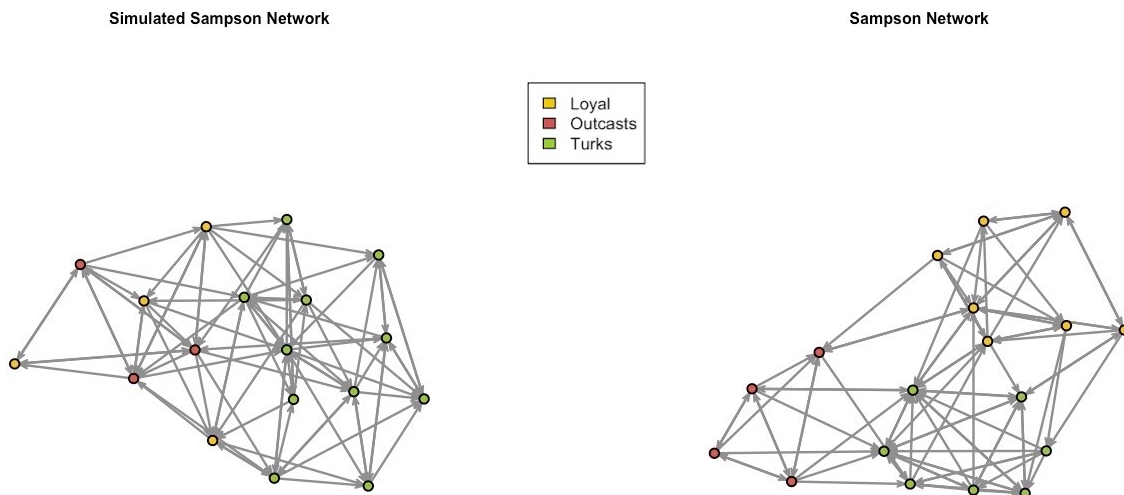 Simulated Sampson Network
Sampson Network
Loyal
Outcasts
Turks